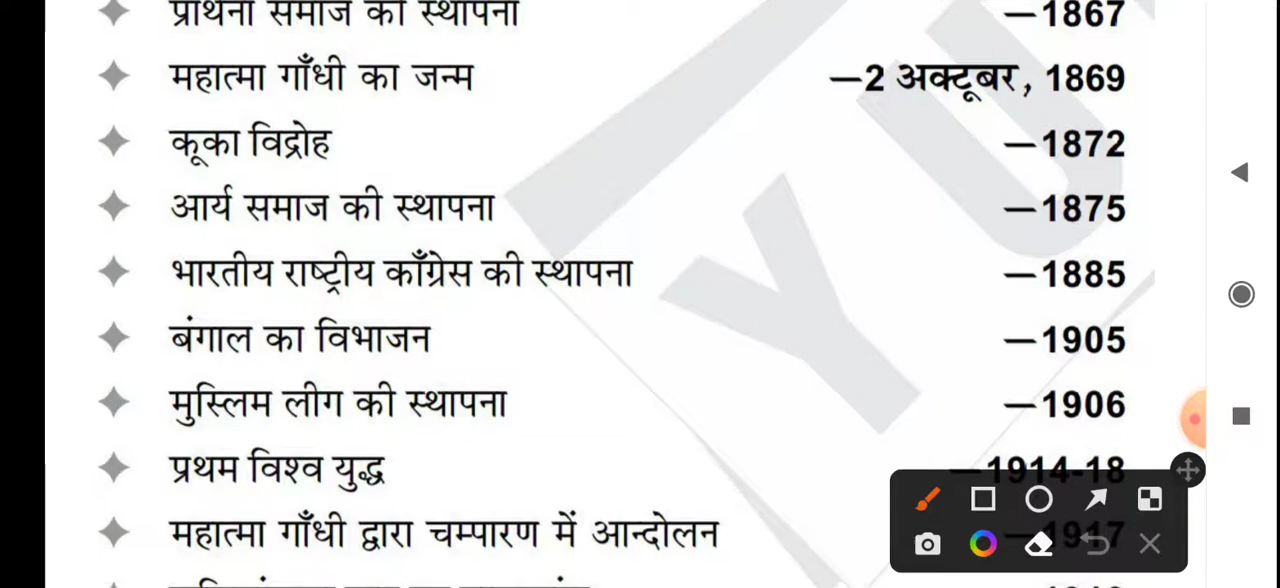 प्रार्थना समाज की स्थापना —1867
महात्मा गाँधी का जन्म —2 अक्टूबर, 1869
कूका विद्रोह —1872
आर्य समाज की स्थापना —1875
भारतीय राष्ट्रीय काँग्रेस की स्थापना —1885
बंगाल का विभाजन —1905
मुस्लिम लीग की स्थापना —1906
प्रथम विश्व युद्ध —1914-18
महात्मा गाँधी द्वारा चम्पारण में आन्दोलन —1917
YU